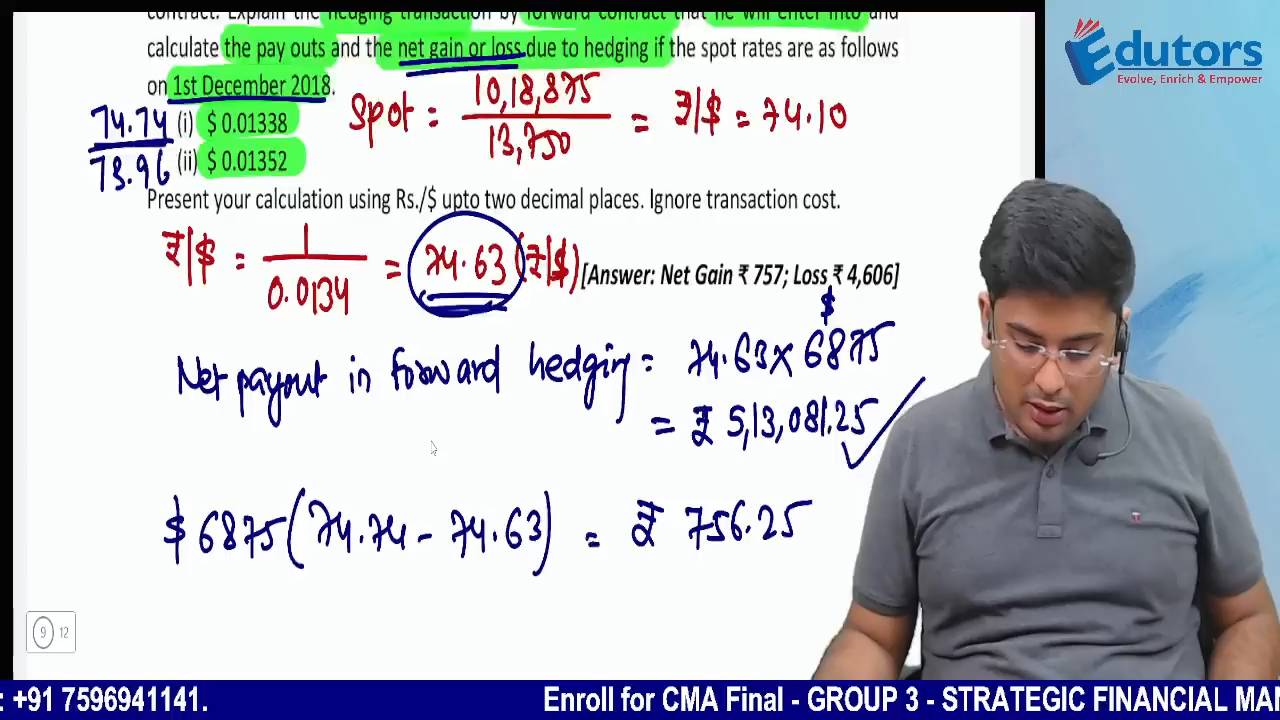 contract. Explain the hedging transaction by forward contract that he will enter into and
calculate the pay outs and the net gain or loss due to hedging if the spot rates are as follows
on 1st December 2018.
Spot = 10,18,875 / 13,750 = ₹/$ = 74.10
74.74 (i) $ 0.01338
73.96 (ii) $ 0.01352
Present your calculation using Rs./$ upto two decimal places. Ignore transaction cost.
₹/$ = 1 / 0.0134 = 74.63 (₹/$) [Answer: Net Gain ₹ 757; Loss ₹ 4,606]
$
Net payout in forward hedging = 74.63 x 6875
= ₹ 5,13,081.25
$ 6875 (74.74 - 74.63) = ₹ 756.25
9 12
Edutors
Evolve, Enrich & Empower
: +91 7596941141. Enroll for CMA Final - GROUP 3 - STRATEGIC FINANCIAL MA